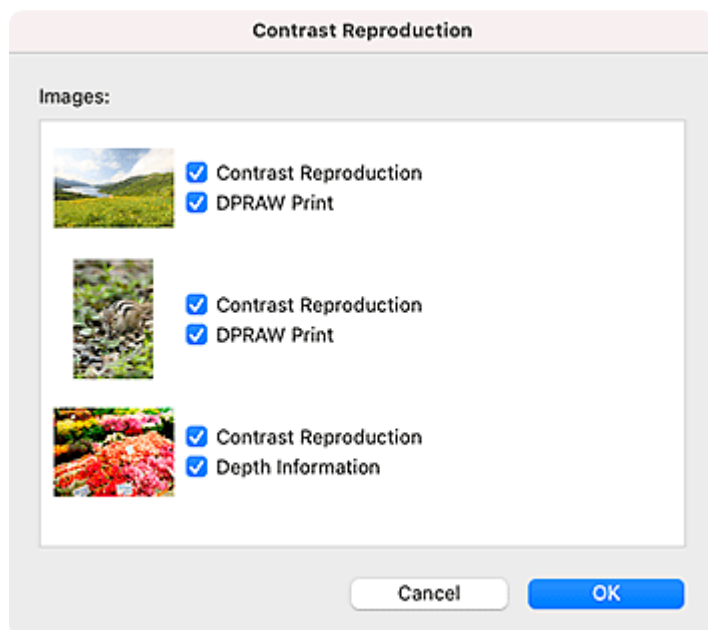 Contrast Reproduction
Images:
Contrast Reproduction
DPRAW Print
Contrast Reproduction
DPRAW Print
Contrast Reproduction
Depth Information
Cancel OK